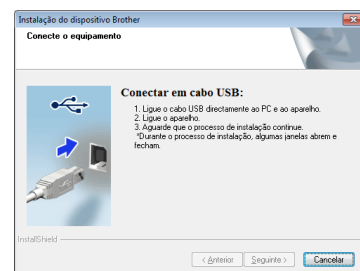 Instalação do dispositivo Brother
Conecte o equipamento
Conectar em cabo USB:
1. Ligue o cabo USB directamente ao PC e ao aparelho.
2. Ligue o aparelho.
3. Aguarde que o processo de instalação continue.
*Durante o processo de instalação, algumas janelas abrem e
fecham.
InstallShield
< Anterior
Seguinte >
Cancelar